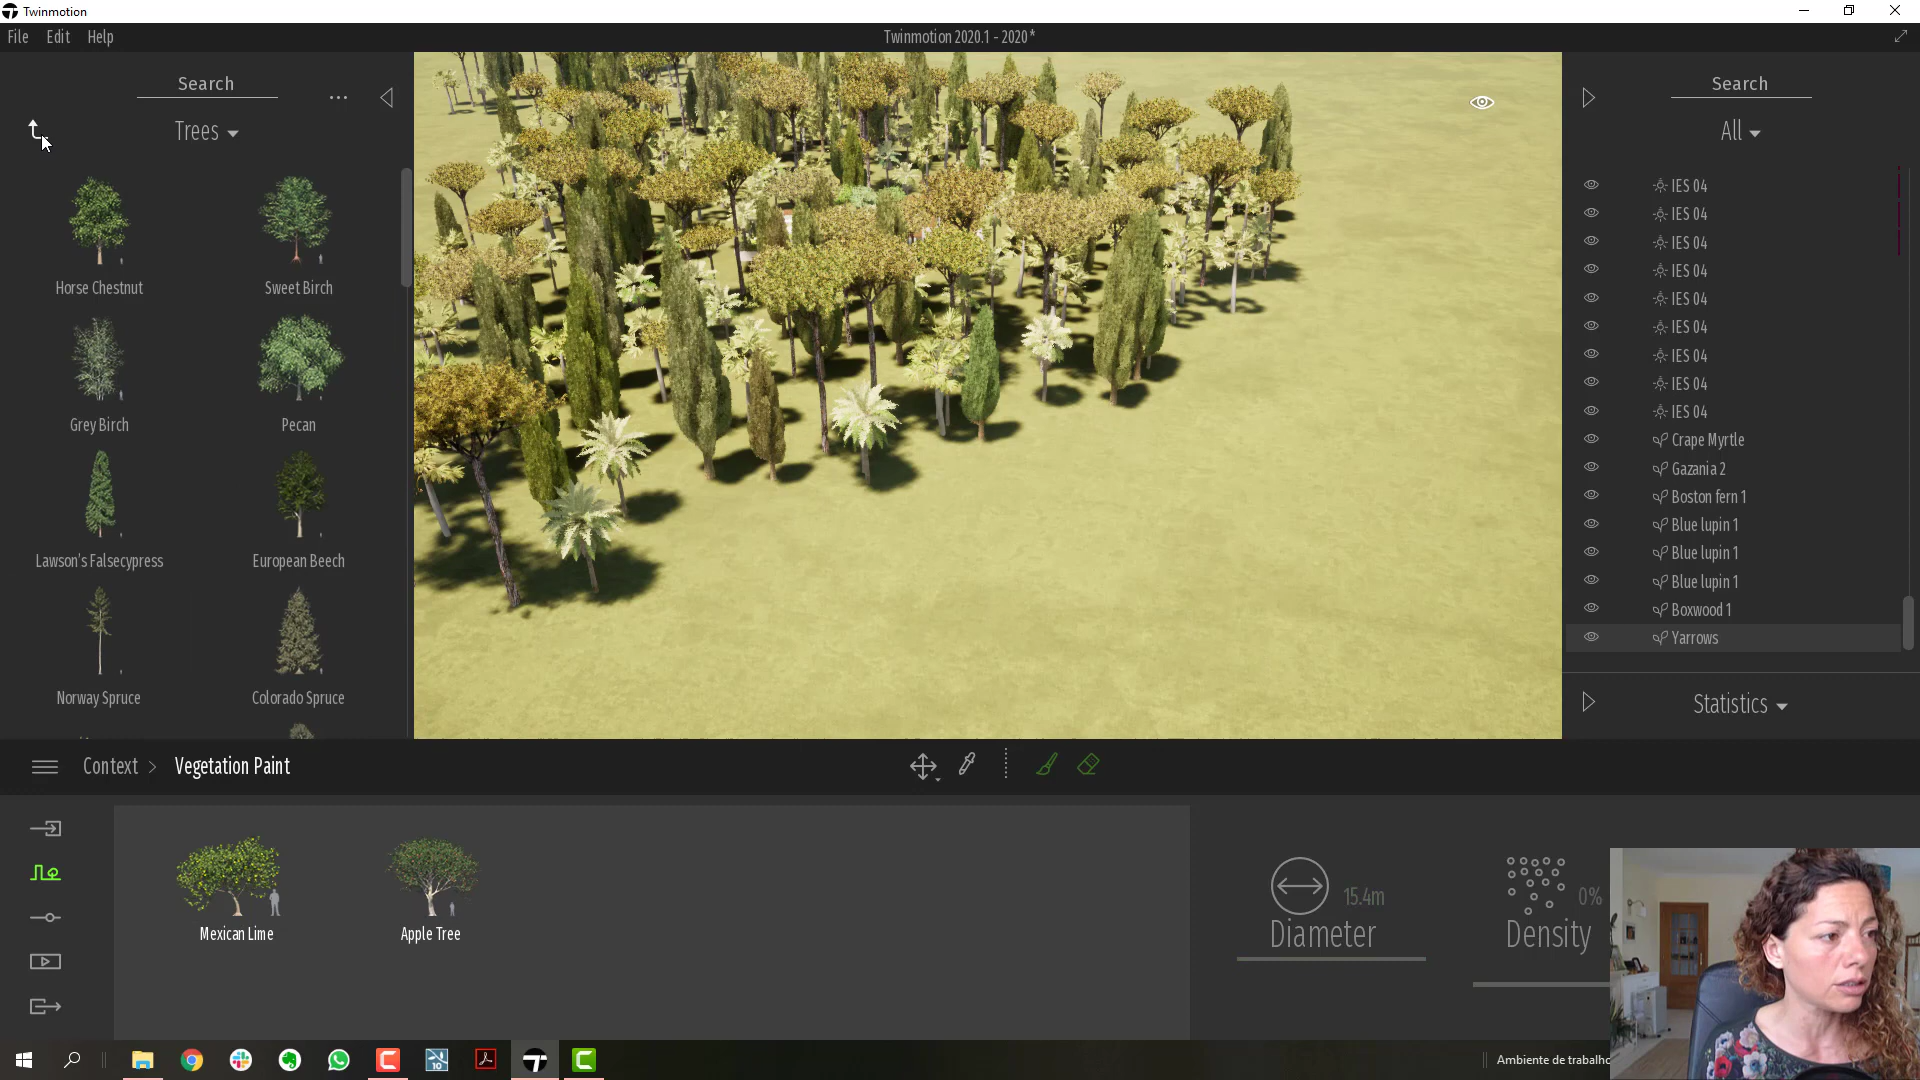 Twinmotion
File Edit Help
Twinmotion 2020.1 - 2020*
Search
Trees
Horse Chestnut
Sweet Birch
Grey Birch
Pecan
Lawson's Falsecypress
European Beech
Norway Spruce
Colorado Spruce
Search
All
IES 04
IES 04
IES 04
IES 04
IES 04
IES 04
IES 04
IES 04
IES 04
Crape Myrtle
Gazania 2
Boston fern 1
Blue lupin 1
Blue lupin 1
Blue lupin 1
Boxwood 1
Yarrows
Statistics
Context > Vegetation Paint
Mexican Lime
Apple Tree
15.4m
Diameter
0%
Density
10
Ambiente de trabalho